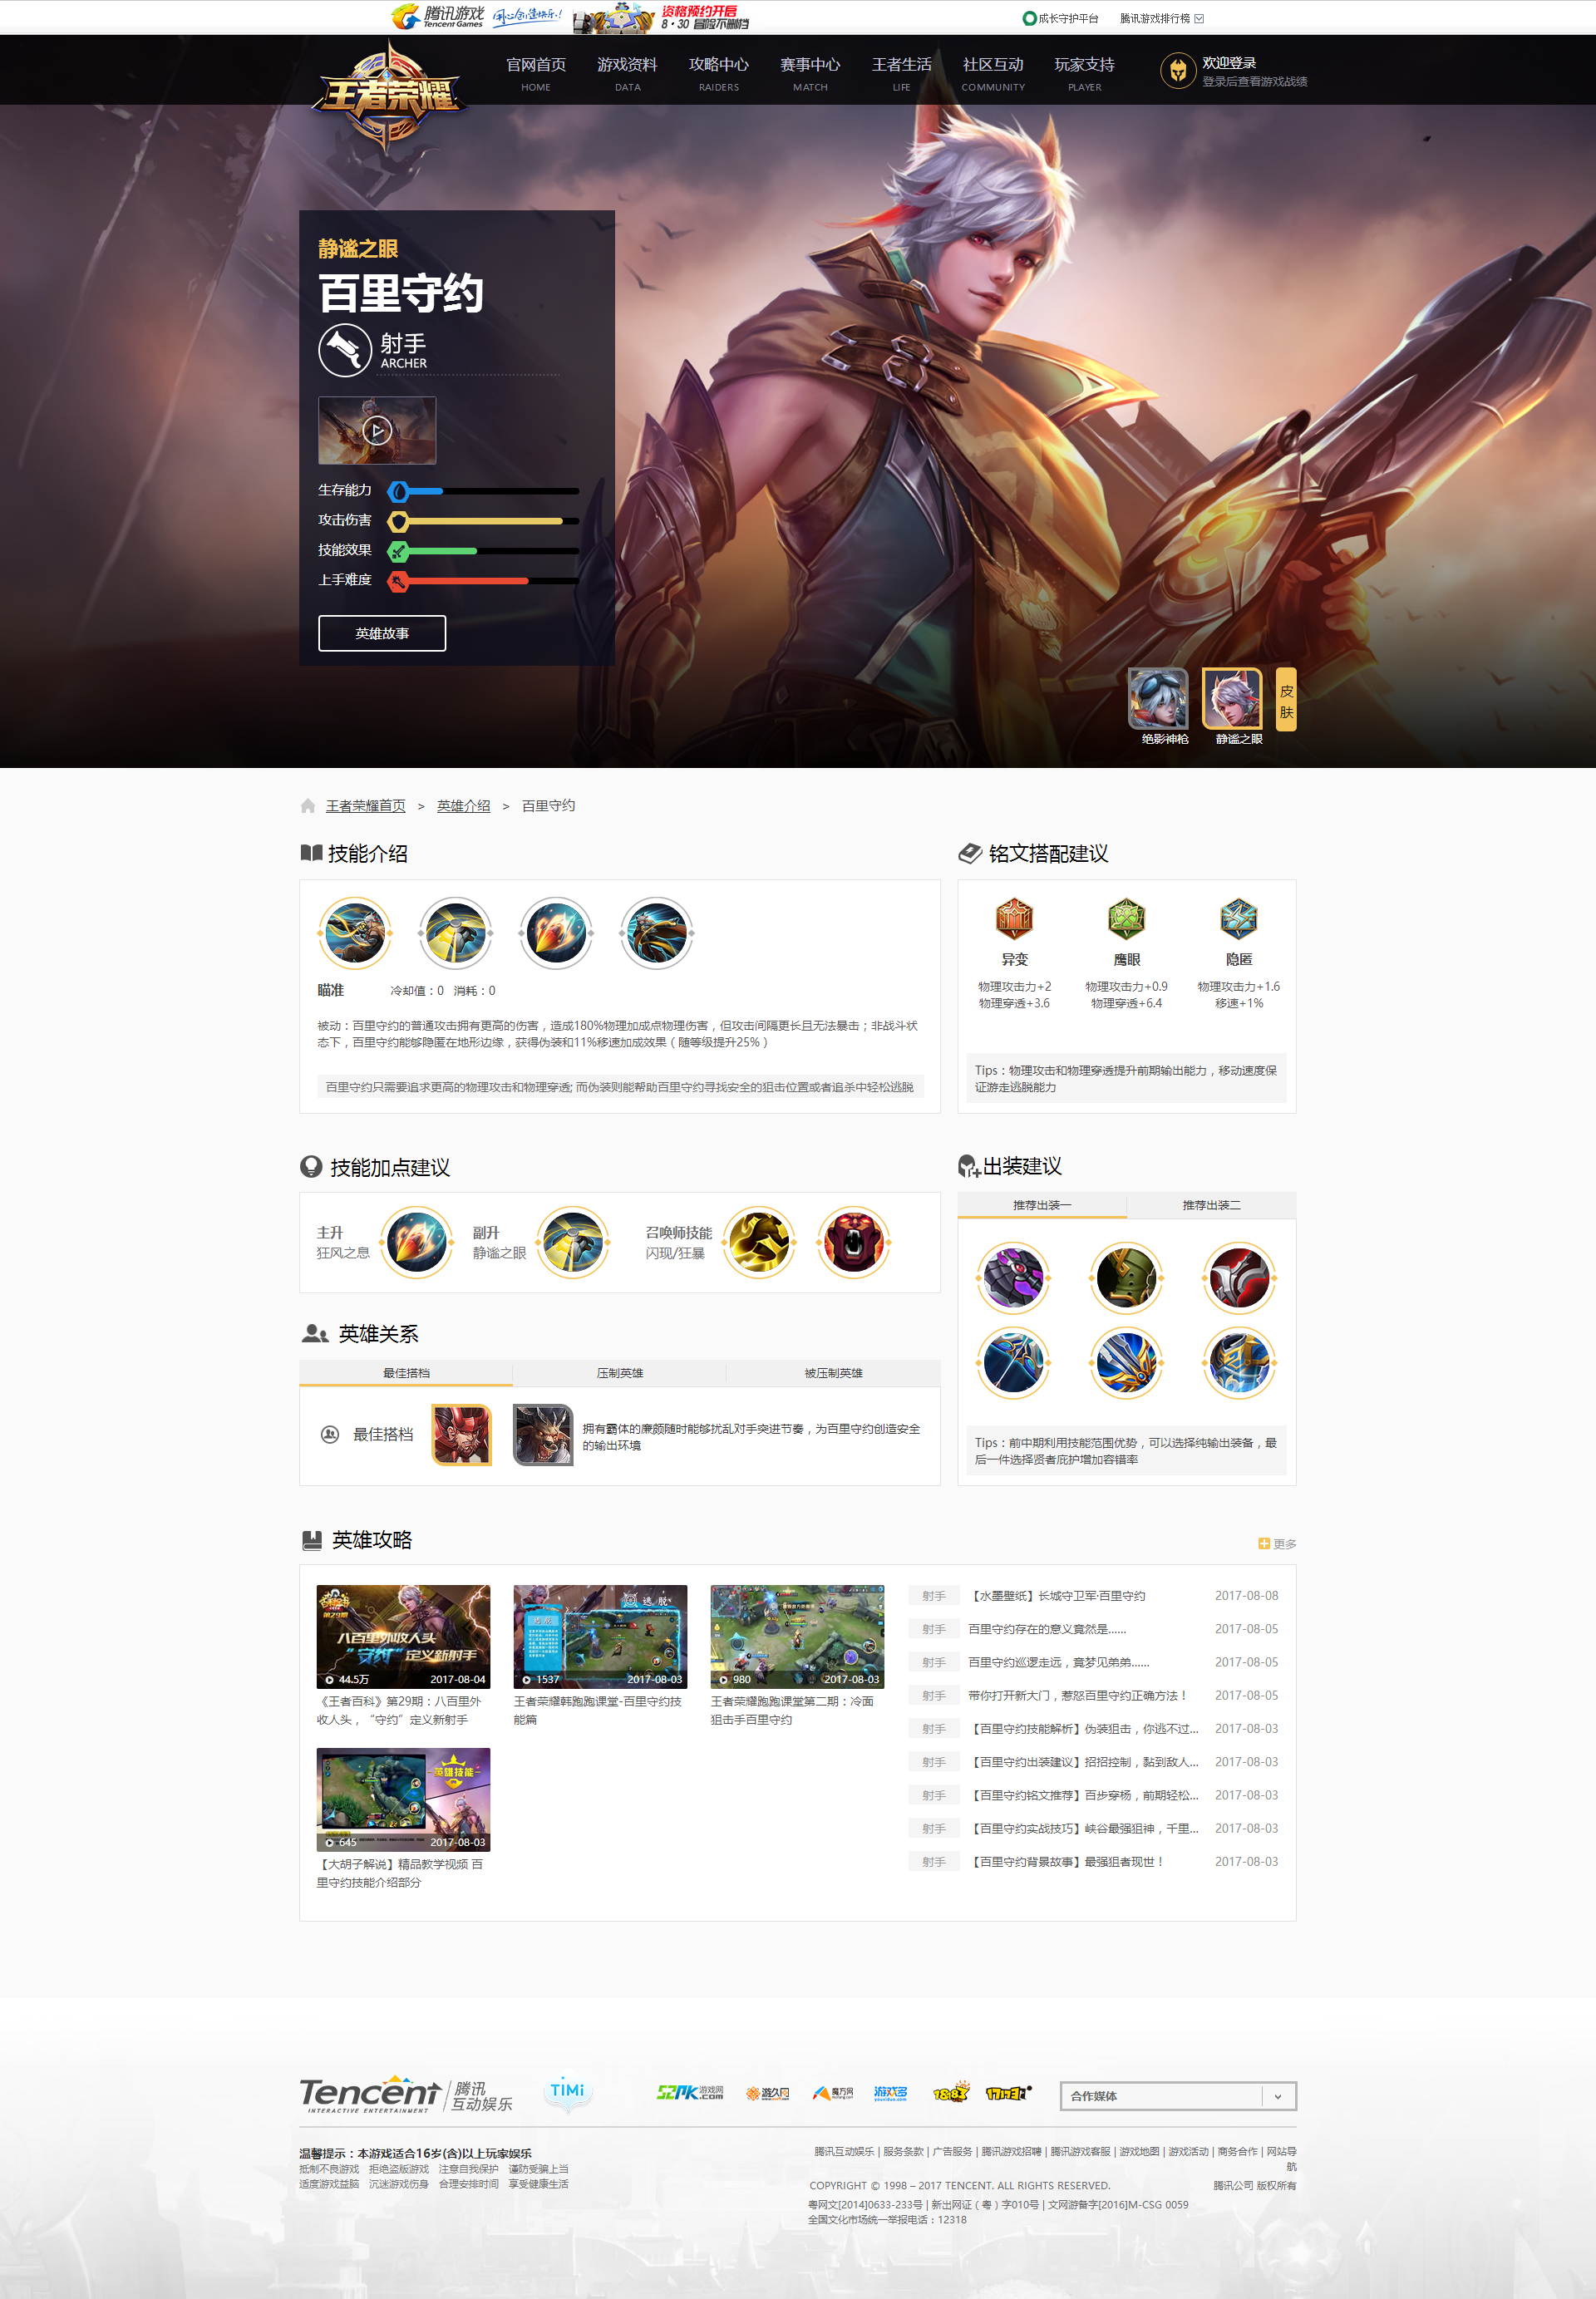 腾讯游戏
Tencent Games
用心创造快乐!
资格预约开启
8·30 冒险不删档
成长守护平台
腾讯游戏排行榜
王者荣耀
官网首页 游戏资料 攻略中心 赛事中心 王者生活 社区互动 玩家支持
HOME DATA RAIDERS MATCH LIFE COMMUNITY PLAYER
欢迎登录
登录后查看游戏战绩
静谧之眼
百里守约
射手
ARCHER
生存能力
攻击伤害
技能效果
上手难度
英雄故事
皮肤
绝影神枪 静谧之眼
王者荣耀首页 > 英雄介绍 > 百里守约
技能介绍
瞄准 冷却值：0 消耗：0
被动：百里守约的普通攻击拥有更高的伤害，造成180%物理加成点物理伤害，但攻击间隔更长且无法暴击；非战斗状
态下，百里守约能够隐匿在地形边缘，获得伪装和11%移速加成效果（随等级提升25%）
百里守约只需要追求更高的物理攻击和物理穿透; 而伪装则能帮助百里守约寻找安全的狙击位置或者追杀中轻松逃脱
铭文搭配建议
异变 鹰眼 隐匿
物理攻击力+2 物理攻击力+0.9 物理攻击力+1.6
物理穿透+3.6 物理穿透+6.4 移速+1%
Tips：物理攻击和物理穿透提升前期输出能力，移动速度保
证游走逃脱能力
技能加点建议
主升 副升 召唤师技能
狂风之息 静谧之眼 闪现/狂暴
出装建议
推荐出装一 推荐出装二
Tips：前中期利用技能范围优势，可以选择纯输出装备，最
后一件选择贤者庇护增加容错率
英雄关系
最佳搭档 压制英雄 被压制英雄
最佳搭档
拥有霸体的廉颇随时能够扰乱对手突进节奏，为百里守约创造安全
的输出环境
英雄攻略
更多
第29期
八百里外收人头
“守约”定义新射手
44.5万 2017-08-04
《王者百科》第29期：八百里外
收人头，“守约”定义新射手
逃脱
1537 2017-08-03
王者荣耀韩跑跑课堂-百里守约技
能篇
980 2017-08-03
王者荣耀跑跑课堂第二期：冷面
狙击手百里守约
英雄技能
645 2017-08-03
【大胡子解说】精品教学视频 百
里守约技能介绍部分
射手 【水墨壁纸】长城守卫军·百里守约 2017-08-08
射手 百里守约存在的意义竟然是...... 2017-08-05
射手 百里守约巡逻走远，竟梦见弟弟...... 2017-08-05
射手 带你打开新大门，惹怒百里守约正确方法！ 2017-08-05
射手 【百里守约技能解析】伪装狙击，你逃不过... 2017-08-03
射手 【百里守约出装建议】招招控制，黏到敌人... 2017-08-03
射手 【百里守约铭文推荐】百步穿杨，前期轻松... 2017-08-03
射手 【百里守约实战技巧】峡谷最强狙神，千里... 2017-08-03
射手 【百里守约背景故事】最强狙者现世！ 2017-08-03
Tencent 腾讯
互动娱乐
INTERACTIVE ENTERTAINMENT
TiMi
52PK游戏网
.com
游久网
魔方网
游戏多
18183
17173
合作媒体
温馨提示：本游戏适合16岁(含)以上玩家娱乐
抵制不良游戏 拒绝盗版游戏 注意自我保护 谨防受骗上当
适度游戏益脑 沉迷游戏伤身 合理安排时间 享受健康生活
腾讯互动娱乐 | 服务条款 | 广告服务 | 腾讯游戏招聘 | 腾讯游戏客服 | 游戏地图 | 游戏活动 | 商务合作 | 网站导
航
COPYRIGHT © 1998 – 2017 TENCENT. ALL RIGHTS RESERVED. 腾讯公司 版权所有
粤网文[2014]0633-233号 | 新出网证（粤）字010号 | 文网游备字[2016]M-CSG 0059
全国文化市场统一举报电话：12318